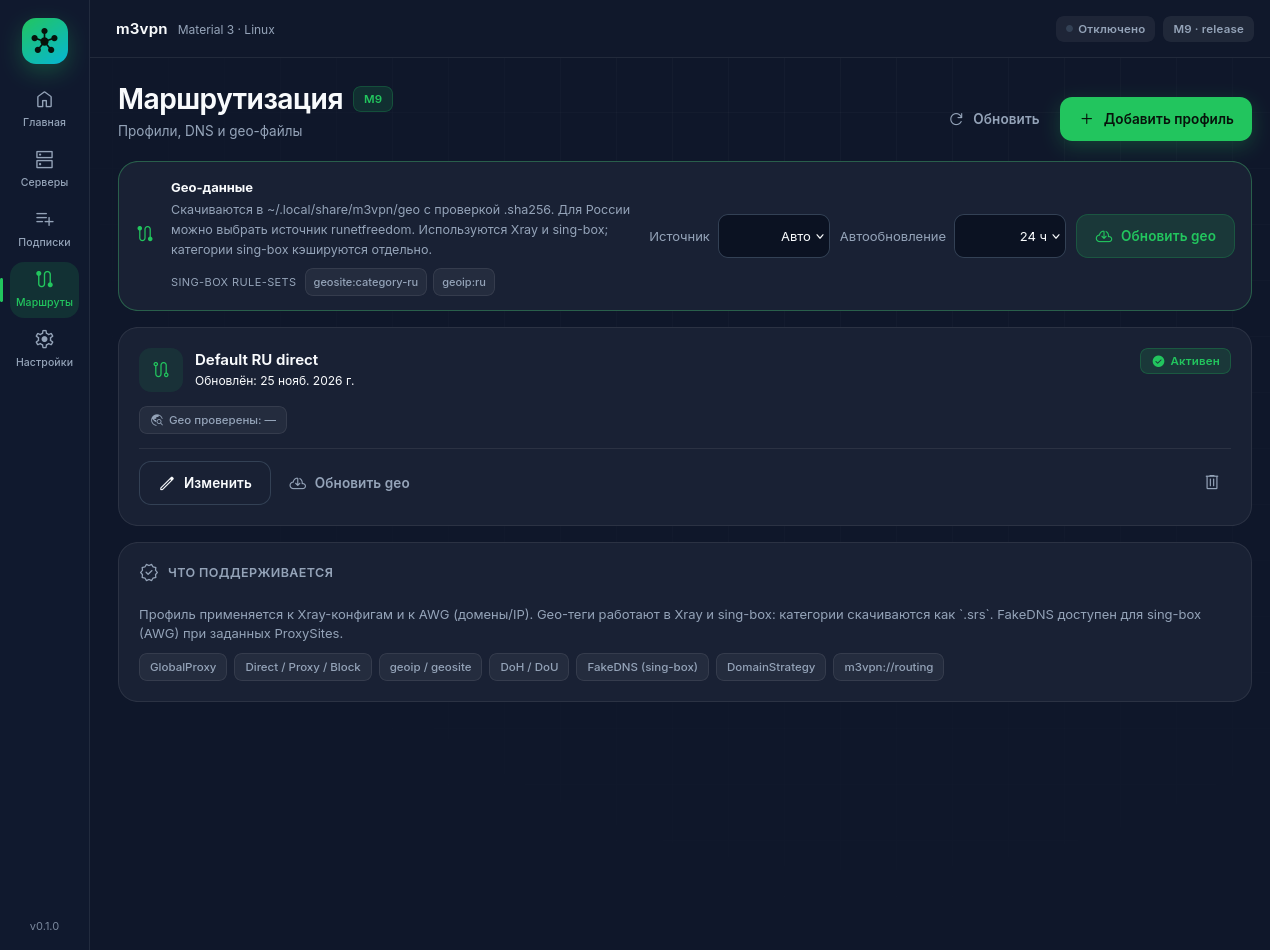 m3vpn Material 3 · Linux
Отключено
M9 · release
Главная
Серверы
Подписки
Маршруты
Настройки
v0.1.0
Маршрутизация M9
Профили, DNS и geo-файлы
Обновить
Добавить профиль
Geo-данные
Скачиваются в ~/.local/share/m3vpn/geo с проверкой .sha256. Для России
можно выбрать источник runetfreedom. Используются Xray и sing-box;
категории sing-box кэшируются отдельно.
SING-BOX RULE-SETS geosite:category-ru geoip:ru
Источник Авто Автообновление 24 ч Обновить geo
Default RU direct
Обновлён: 25 нояб. 2026 г.
Активен
Geo проверены: —
Изменить Обновить geo
ЧТО ПОДДЕРЖИВАЕТСЯ
Профиль применяется к Xray-конфигам и к AWG (домены/IP). Geo-теги работают в Xray и sing-box: категории скачиваются как `.srs`. FakeDNS доступен для sing-box
(AWG) при заданных ProxySites.
GlobalProxy Direct / Proxy / Block geoip / geosite DoH / DoU FakeDNS (sing-box) DomainStrategy m3vpn://routing